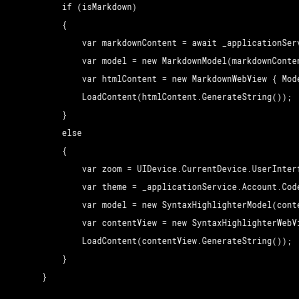 if (isMarkdown)
{
var markdownContent = await _applicationServ
var model = new MarkdownModel(markdownConten
var htmlContent = new MarkdownWebView { Mode
LoadContent(htmlContent.GenerateString());
}
else
{
var zoom = UIDevice.CurrentDevice.UserInterf
var theme = _applicationService.Account.Code
var model = new SyntaxHighlighterModel(conte
var contentView = new SyntaxHighlighterWebVi
LoadContent(contentView.GenerateString());
}
}